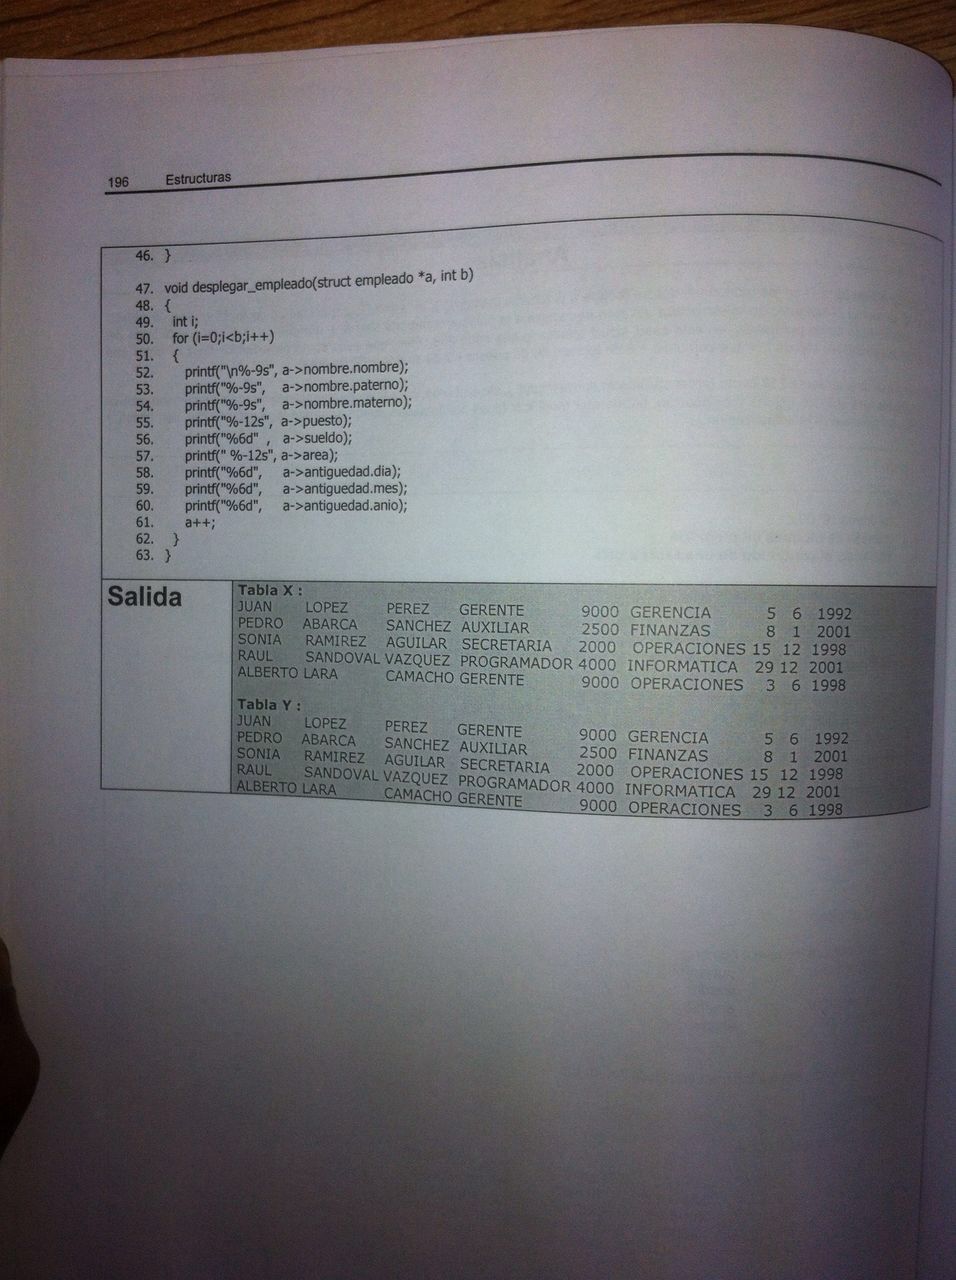 196 Estructuras
46. }
47. void desplegar_empleado(struct empleado *a, int b)
48. {
49. int i;
50. for (i=0;i<b;i++)
51. {
52. printf("\n%-9s", a->nombre.nombre);
53. printf("%-9s", a->nombre.paterno);
54. printf("%-9s", a->nombre.materno);
55. printf("%-12s", a->puesto);
56. printf("%6d" , a->sueldo);
57. printf(" %-12s", a->area);
58. printf("%6d", a->antiguedad.dia);
59. printf("%6d", a->antiguedad.mes);
60. printf("%6d", a->antiguedad.anio);
61. a++;
62. }
63. }
Salida
Tabla X :
JUAN LOPEZ PEREZ GERENTE 9000 GERENCIA 5 6 1992
PEDRO ABARCA SANCHEZ AUXILIAR 2500 FINANZAS 8 1 2001
SONIA RAMIREZ AGUILAR SECRETARIA 2000 OPERACIONES 15 12 1998
RAUL SANDOVAL VAZQUEZ PROGRAMADOR 4000 INFORMATICA 29 12 2001
ALBERTO LARA CAMACHO GERENTE 9000 OPERACIONES 3 6 1998
Tabla Y :
JUAN LOPEZ PEREZ GERENTE 9000 GERENCIA 5 6 1992
PEDRO ABARCA SANCHEZ AUXILIAR 2500 FINANZAS 8 1 2001
SONIA RAMIREZ AGUILAR SECRETARIA 2000 OPERACIONES 15 12 1998
RAUL SANDOVAL VAZQUEZ PROGRAMADOR 4000 INFORMATICA 29 12 2001
ALBERTO LARA CAMACHO GERENTE 9000 OPERACIONES 3 6 1998